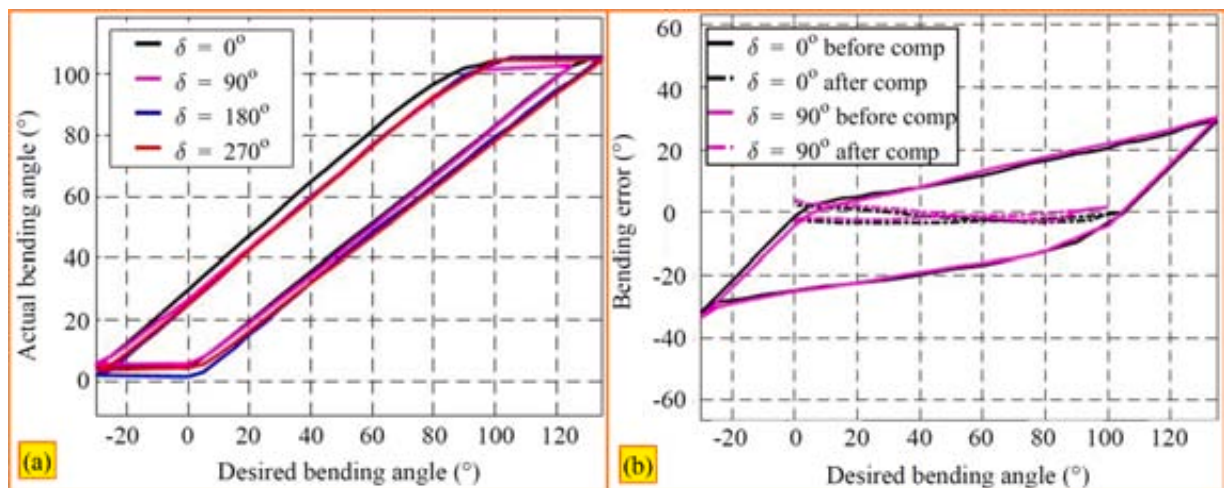 δ = 0°
δ = 90°
δ = 180°
δ = 270°
Actual bending angle (°)
100
80
60
40
20
0
-20 0 20 40 60 80 100 120
Desired bending angle (°)
(a)
δ = 0° before comp
δ = 0° after comp
δ = 90° before comp
δ = 90° after comp
Bending error (°)
60
40
20
0
-20
-40
-60
-20 0 20 40 60 80 100 120
Desired bending angle (°)
(b)